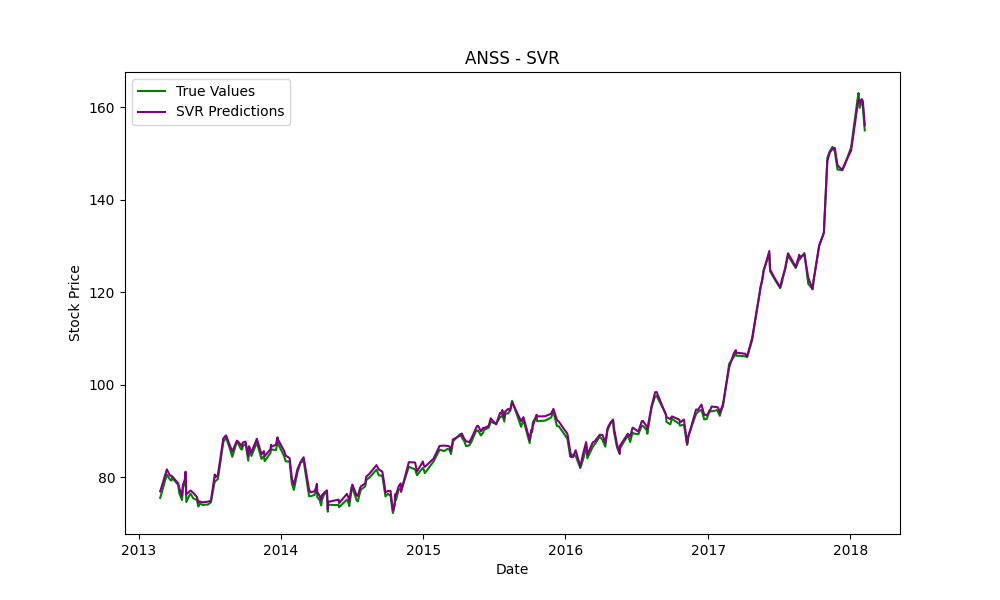 ANSS - SVR
True Values
SVR Predictions
160
140
120
100
80
Stock Price
2013 2014 2015 2016 2017 2018
Date